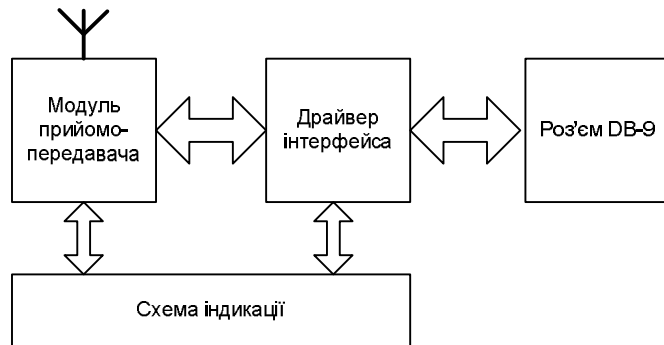 Модуль
прийомо-
передавача
Драйвер
інтерфейса
Роз'єм DB-9
Схема індикації